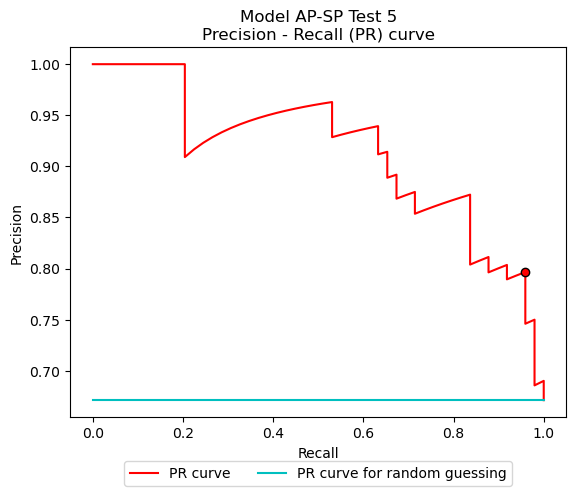 Model AP-SP Test 5
Precision - Recall (PR) curve
1.00
0.95
0.90
0.85
0.80
0.75
0.70
Precision
0.0 0.2 0.4 0.6 0.8 1.0
Recall
PR curve PR curve for random guessing